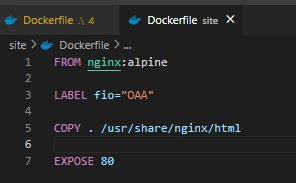 Dockerfile .\ 4
Dockerfile site ×
site > Dockerfile > ...
1 FROM nginx:alpine
2
3 LABEL fio="OAA"
4
5 COPY . /usr/share/nginx/html
6
7 EXPOSE 80